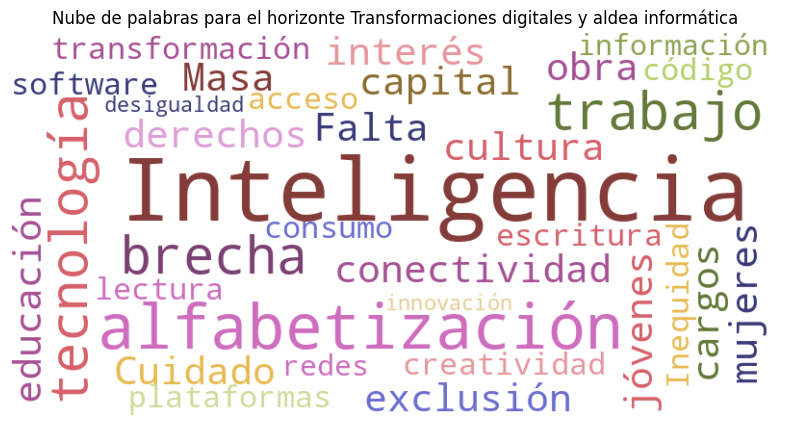 Nube de palabras para el horizonte Transformaciones digitales y aldea informática
transformación
interés
información
software
Masa
capital
obra
código
desigualdad
acceso
trabajo
derechos
Falta
cultura
tecnología
Inteligencia
educación
consumo
escritura
brecha
conectividad
lectura
innovación
alfabetización
jóvenes
Inequidad
cargos
mujeres
Cuidado
redes
creatividad
plataformas
exclusión